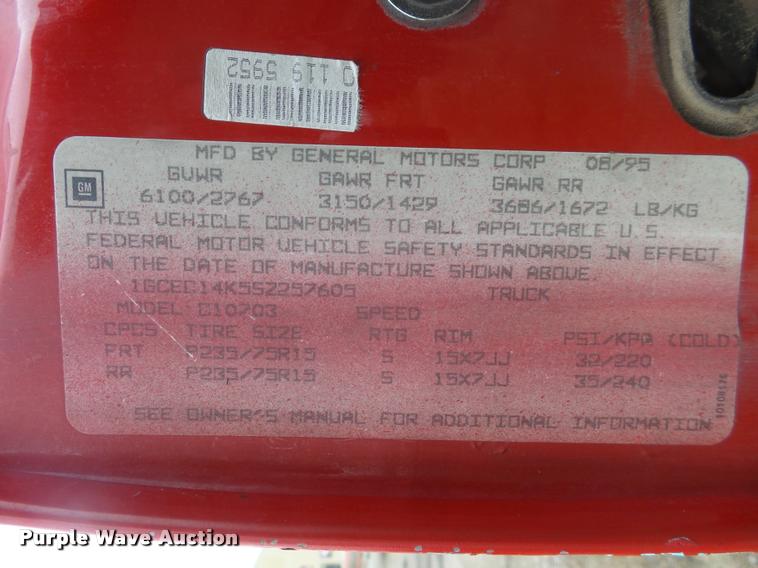 0 119 5952
MFD BY GENERAL MOTORS CORP 08/95
GVWR GAWR FRT GAWR RR
GM
6100/2767 3150/1429 3686/1672 LB/KG
THIS VEHICLE CONFORMS TO ALL APPLICABLE U.S.
FEDERAL MOTOR VEHICLE SAFETY STANDARDS IN EFFECT
ON THE DATE OF MANUFACTURE SHOWN ABOVE.
1GCEC14K5SZ257605 TRUCK
MODEL C10703 SPEED
CPCS TIRE SIZE RTG RIM PSI/KPA (COLD)
FRT P235/75R15 S 15X7JJ 32/220
RR P235/75R15 S 15X7JJ 35/240
SEE OWNER'S MANUAL FOR ADDITIONAL INFORMATION
Purple Wave Auction